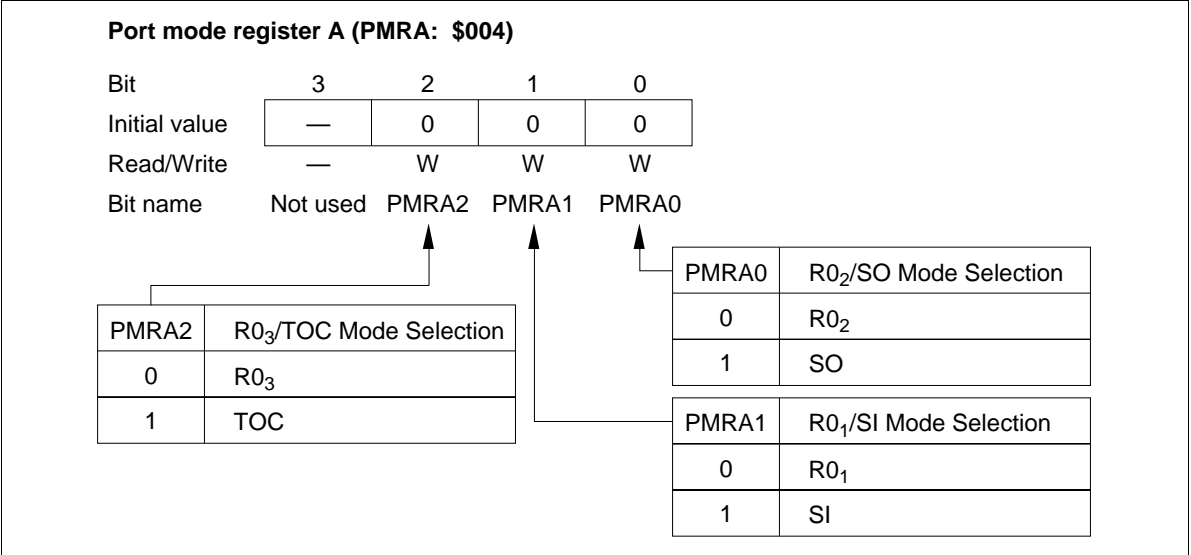 Port mode register A (PMRA: $004)
Bit 3 2 1 0
Initial value — 0 0 0
Read/Write — W W W
Bit name Not used PMRA2 PMRA1 PMRA0
PMRA0 R0₂/SO Mode Selection
0 R0₂
1 SO
PMRA2 R0₃/TOC Mode Selection
0 R0₃
1 TOC
PMRA1 R0₁/SI Mode Selection
0 R0₁
1 SI